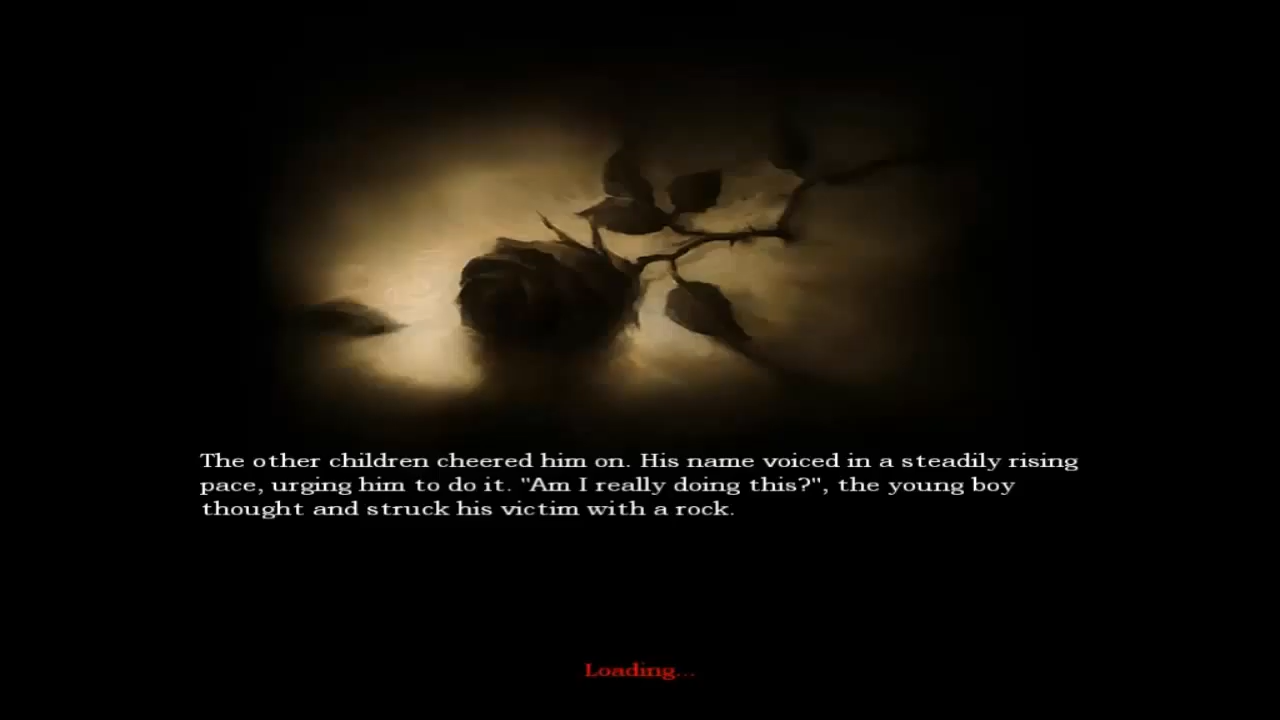 The other children cheered him on. His name voiced in a steadily rising
pace, urging him to do it. "Am I really doing this?", the young boy
thought and struck his victim with a rock.
Loading...